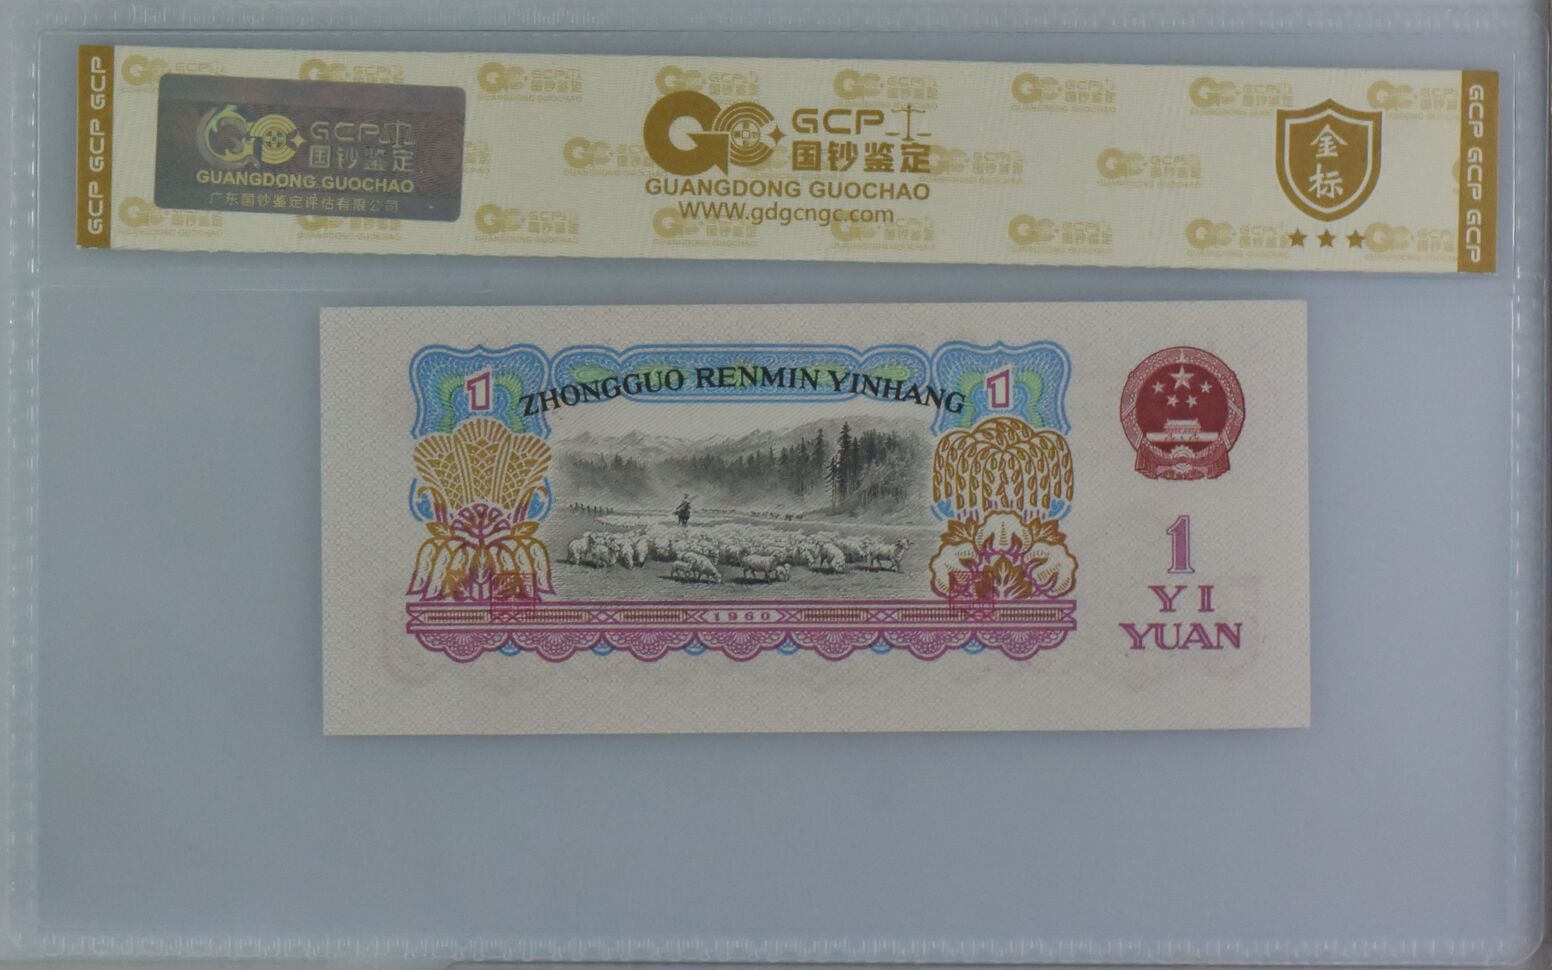 GCP GCP GCP
GCP
国钞鉴定
GUANGDONG GUOCHAO
广东国钞鉴定评估有限公司
GCP
国钞鉴定
GUANGDONG GUOCHAO
WWW.gdgcngc.com
金标
GCP GCP GCP
1
ZHONGGUO RENMIN YINHANG
1
1960
1
YI
YUAN